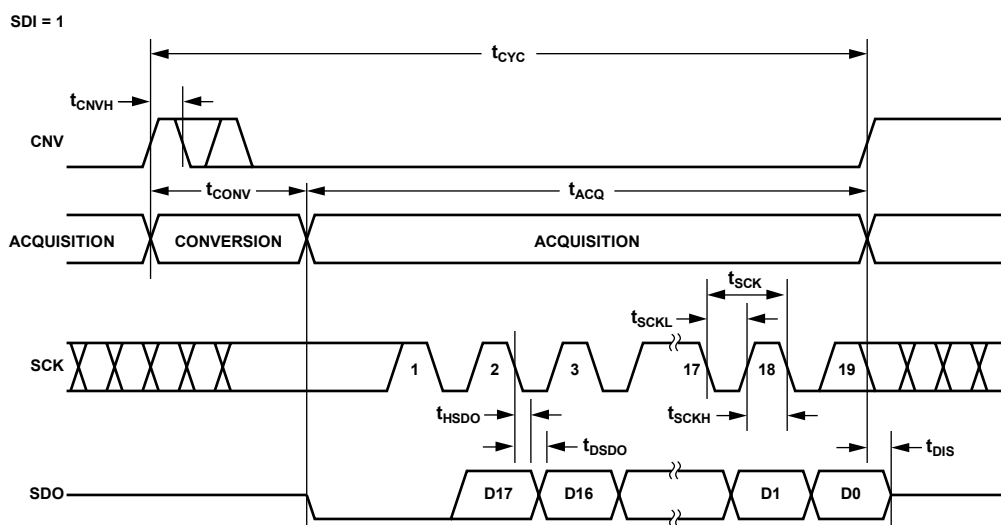 SDI = 1
tCYC
tCNVH
CNV
tCONV
tACQ
ACQUISITION
CONVERSION
ACQUISITION
tSCK
tSCKL
SCK
1
2
3
17
18
19
tHSDO
tSCKH
tDSDO
tDIS
SDO
D17
D16
D1
D0